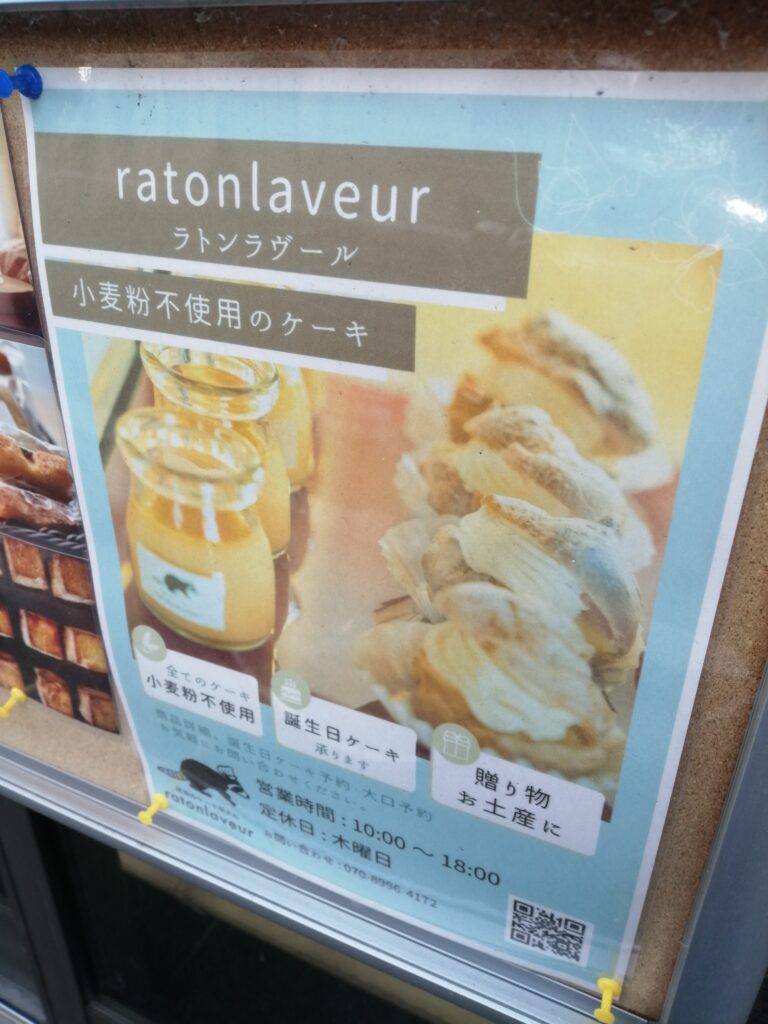 ratonlaveur
ラトンラヴール
小麦粉不使用のケーキ
全てのケーキ
小麦粉不使用
誕生日ケーキ
承ります
贈り物
お土産に
商品詳細、誕生日ケーキ予約・大口予約
お気軽にお問い合わせください。
ratonlaveur
営業時間：10:00 ～ 18:00
定休日：木曜日
お問い合わせ：070-8996-4172